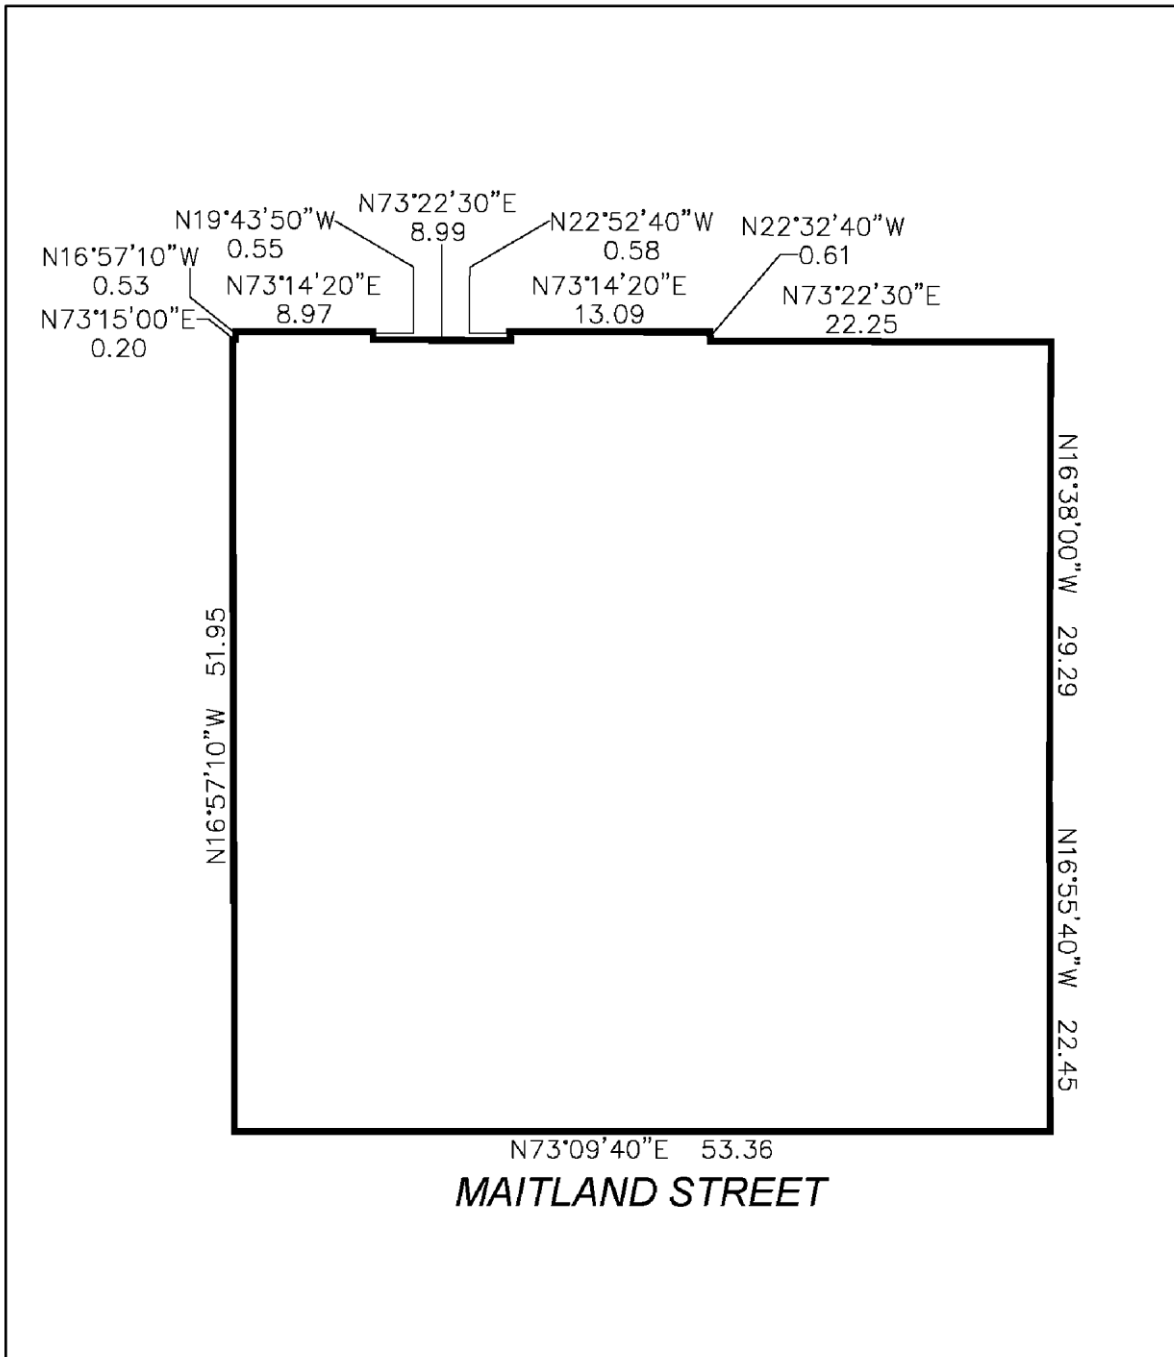 N19°43'50"W
0.55
N73°22'30"E
8.99
N22°52'40"W
0.58
N22°32'40"W
0.61
N16°57'10"W
0.53
N73°14'20"E
8.97
N73°14'20"E
13.09
N73°22'30"E
22.25
N73°15'00"E
0.20
N16°38'00"W 29.29
N16°57'10"W 51.95
N16°55'40"W 22.45
N73°09'40"E 53.36
MAITLAND STREET